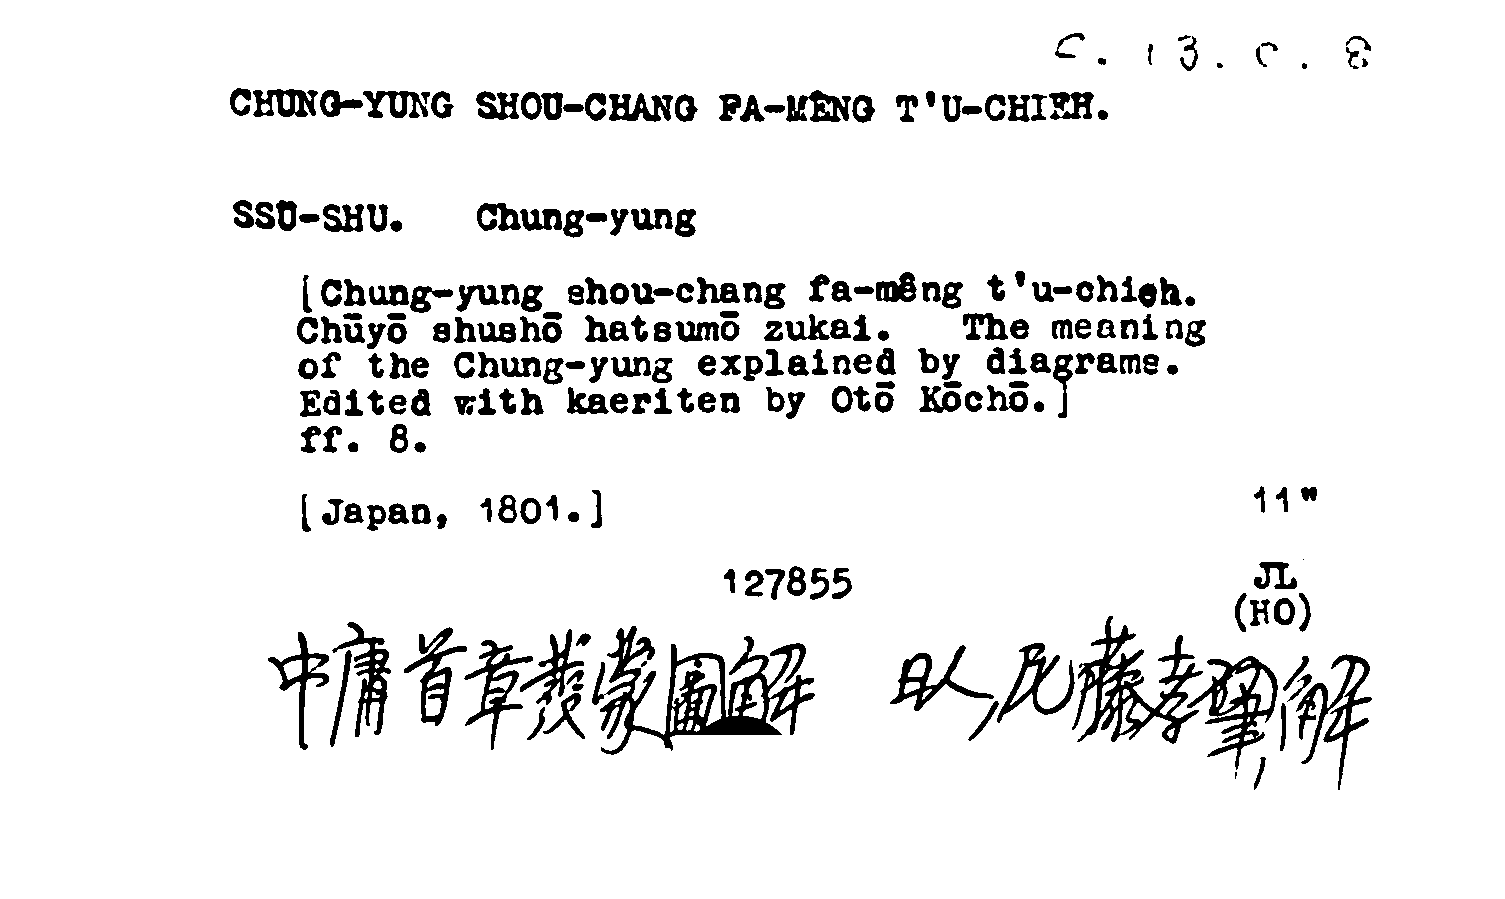 C. 13. C. 8
CHUNG-YUNG SHOU-CHANG FA-MÊNG T'U-CHIEH.
SSŬ-SHU. Chung-yung
[Chung-yung shou-chang fa-mêng t'u-chieh.
Chūyō shushō hatsumō zukai. The meaning
of the Chung-yung explained by diagrams.
Edited with kaeriten by Otō Kōchō.]
ff. 8.
[Japan, 1801.] 11"
127855 JL
(HO)
中庸首章發蒙圖解 日人,尾藤孝肇,解